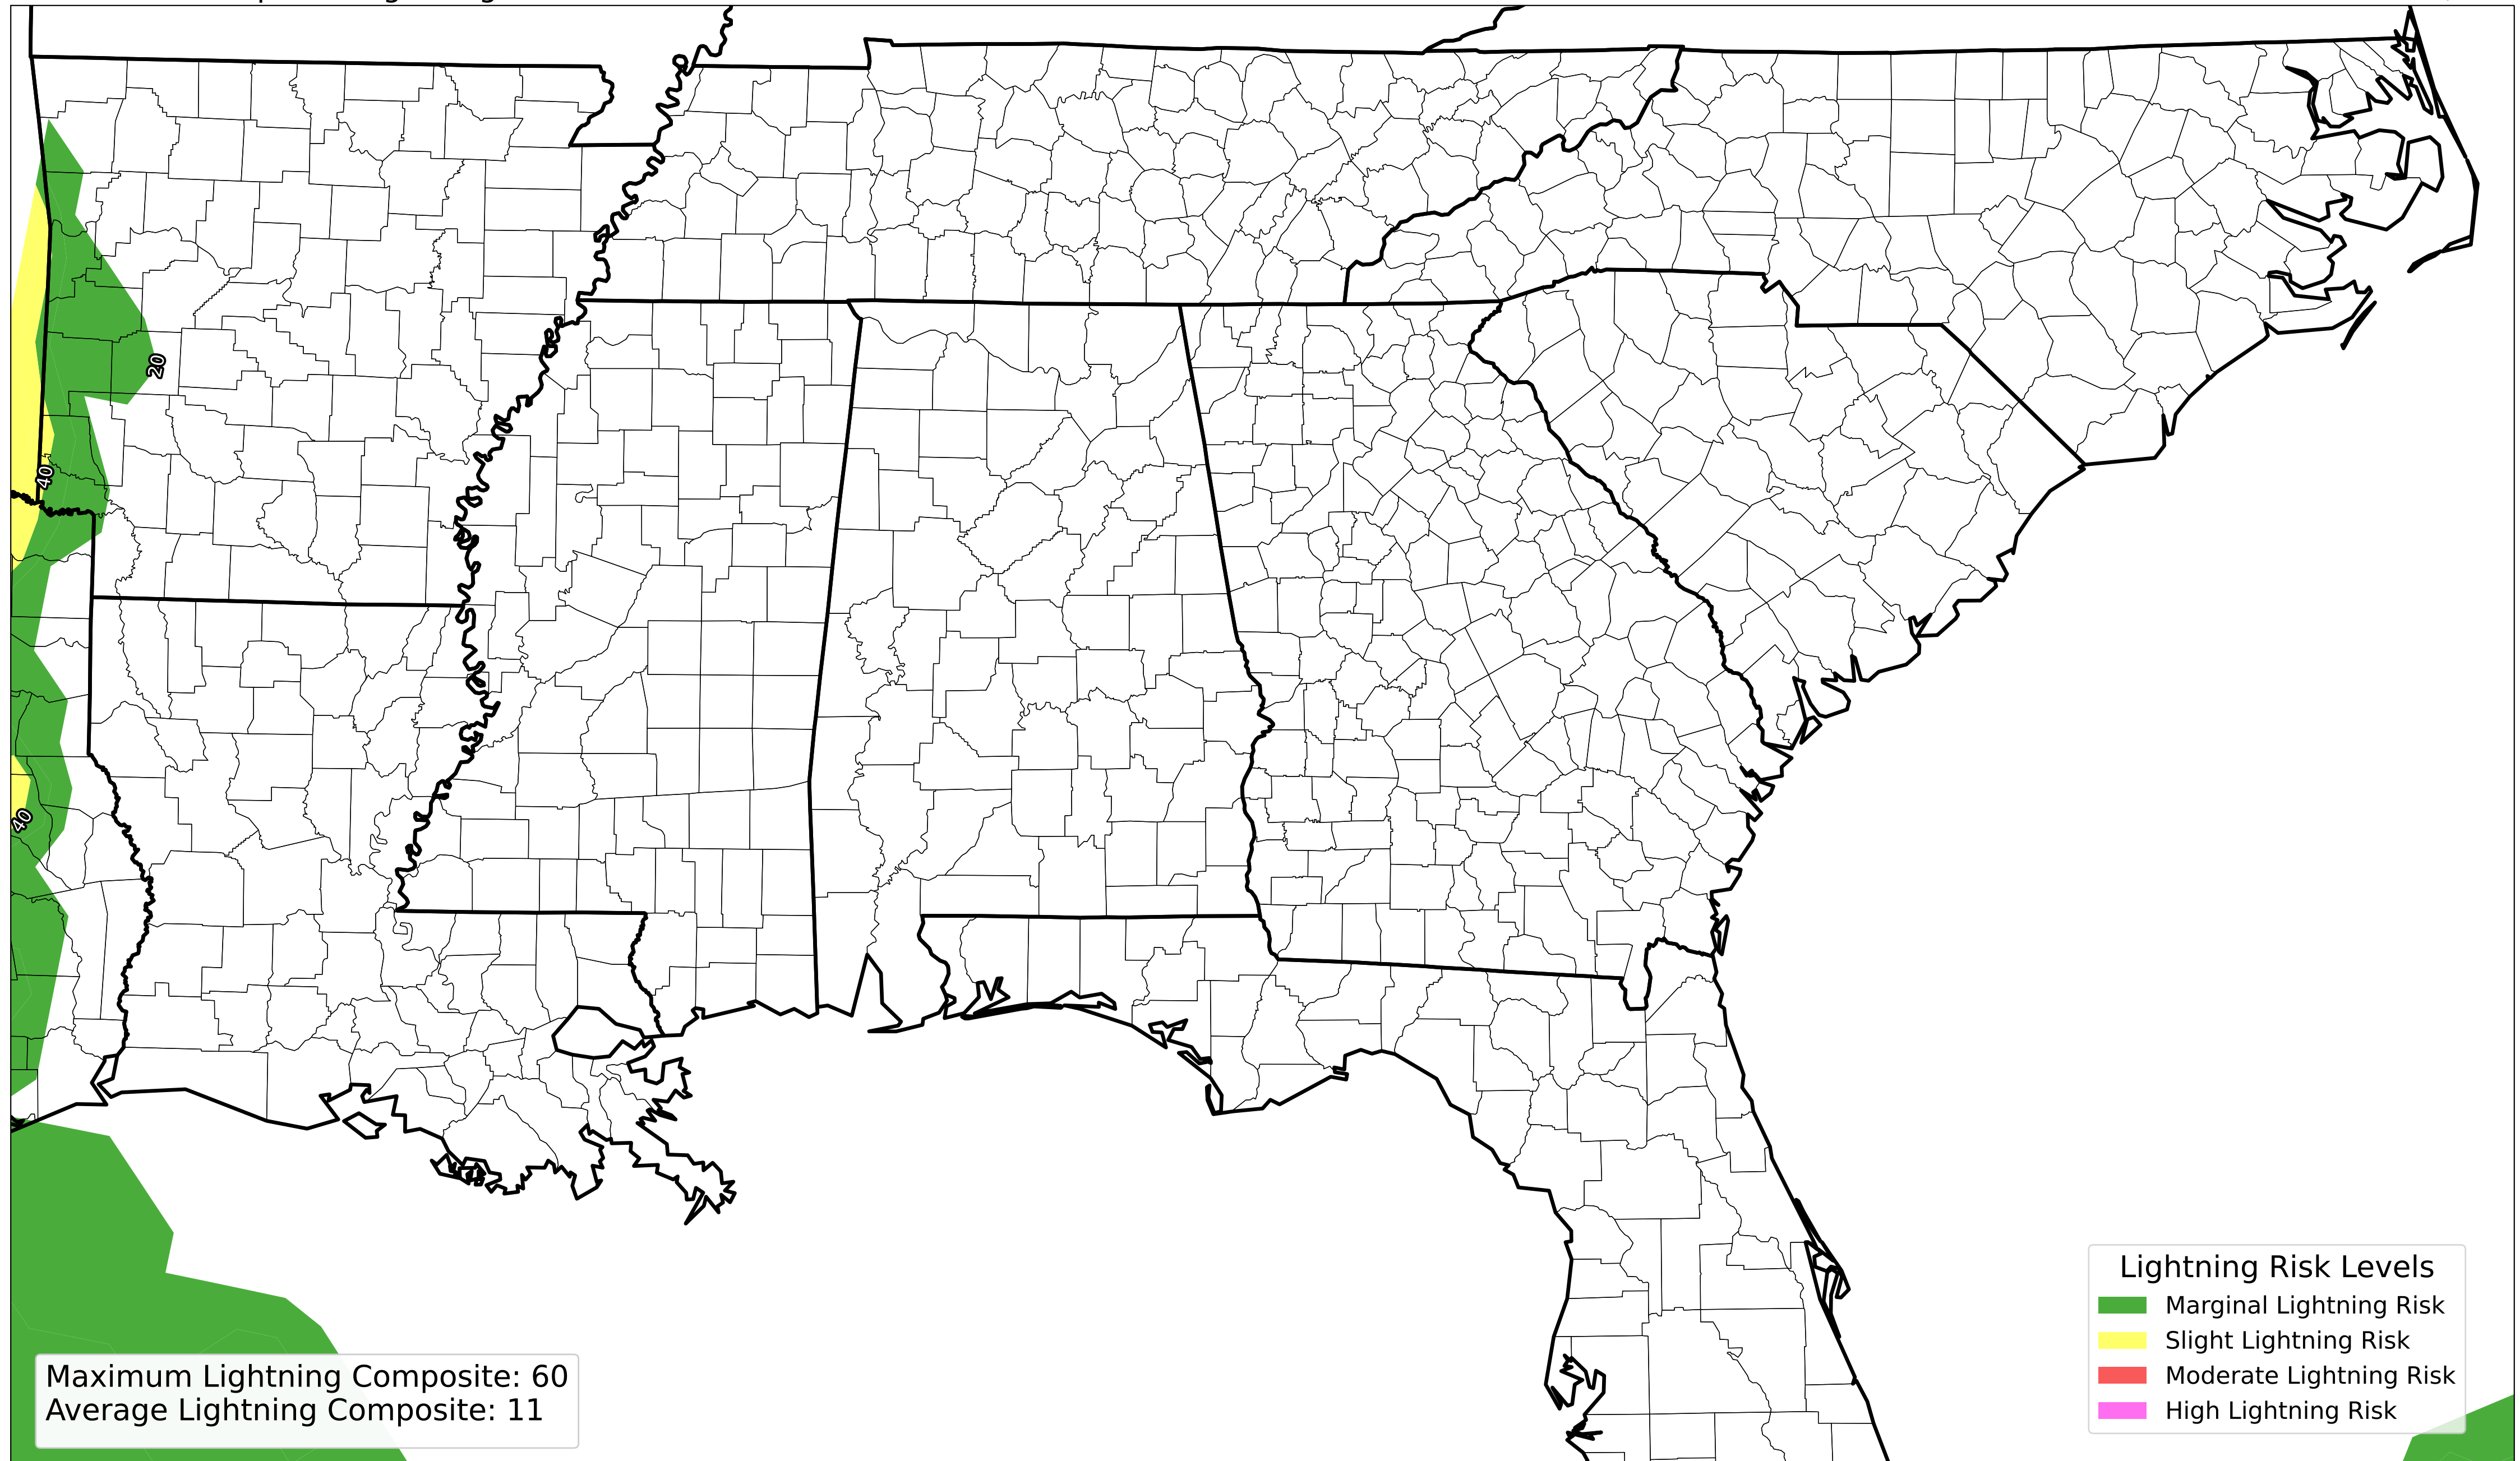 20
40
40
Lightning Risk Levels
Marginal Lightning Risk
Slight Lightning Risk
Moderate Lightning Risk
High Lightning Risk
Maximum Lightning Composite: 60
Average Lightning Composite: 11